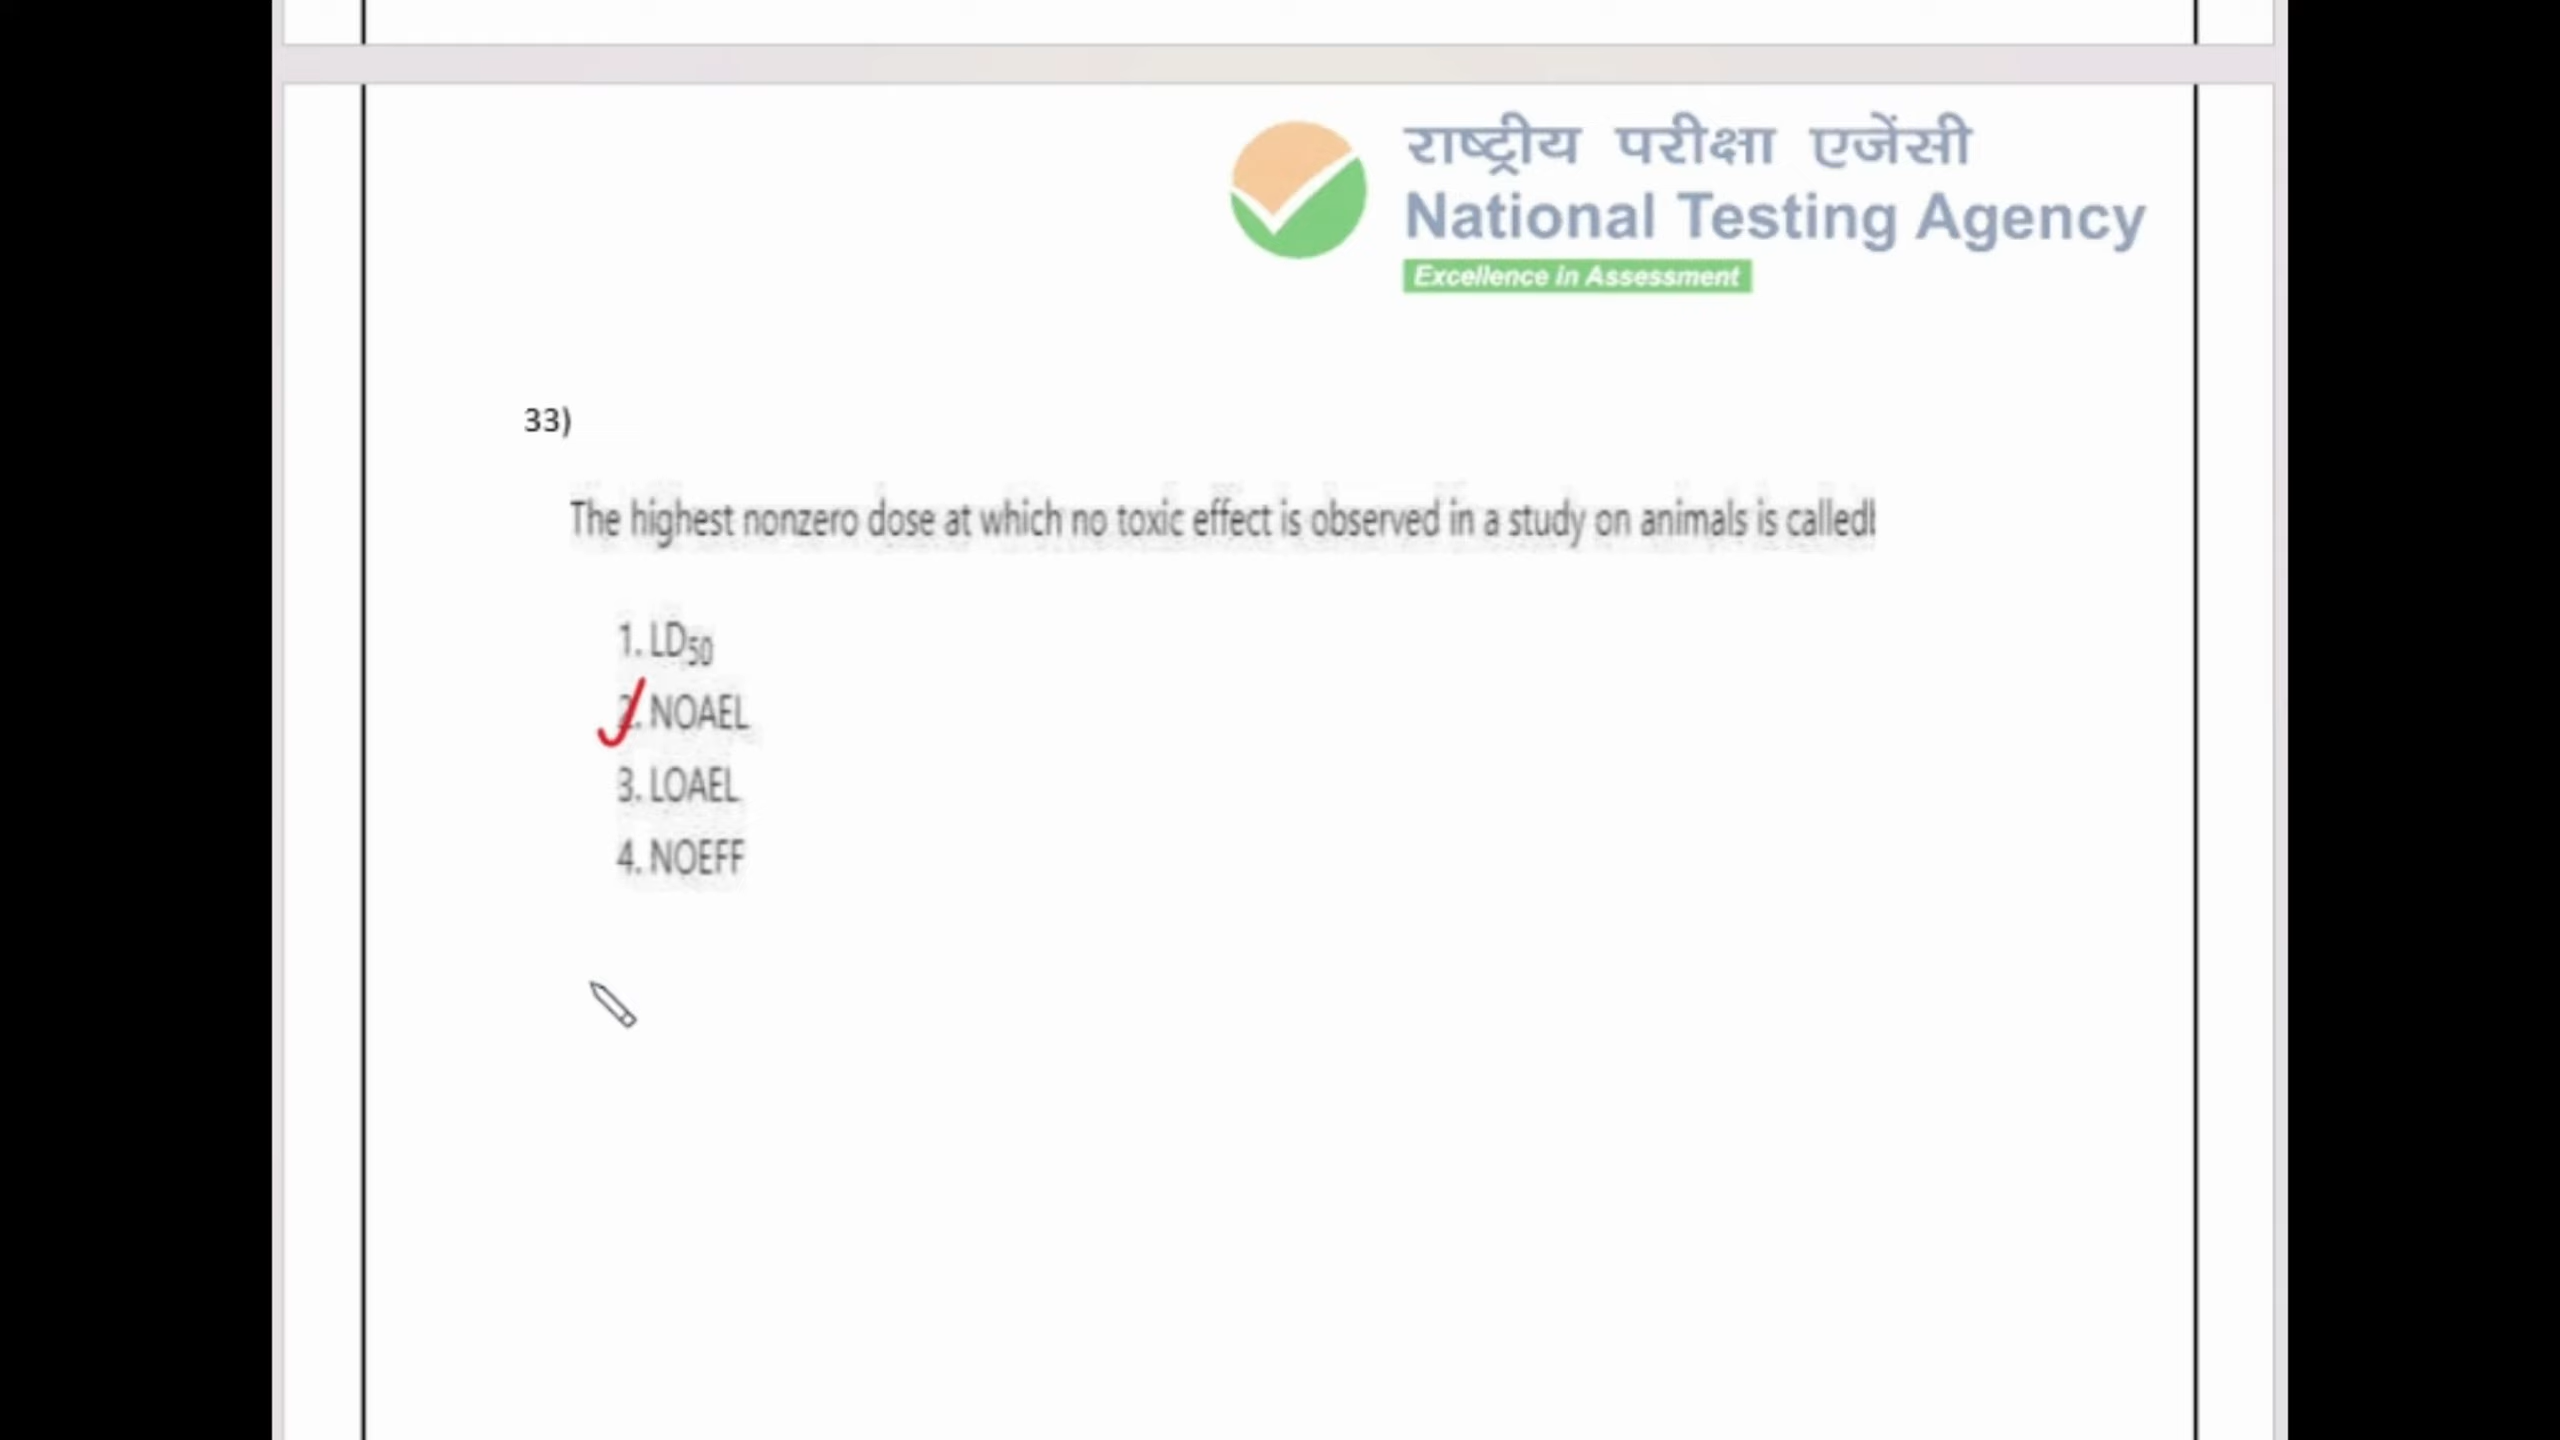 राष्ट्रीय परीक्षा एजेंसी
National Testing Agency
Excellence in Assessment
33)
The highest nonzero dose at which no toxic effect is observed in a study on animals is called:
1. LD50
2. NOAEL
3. LOAEL
4. NOEFF